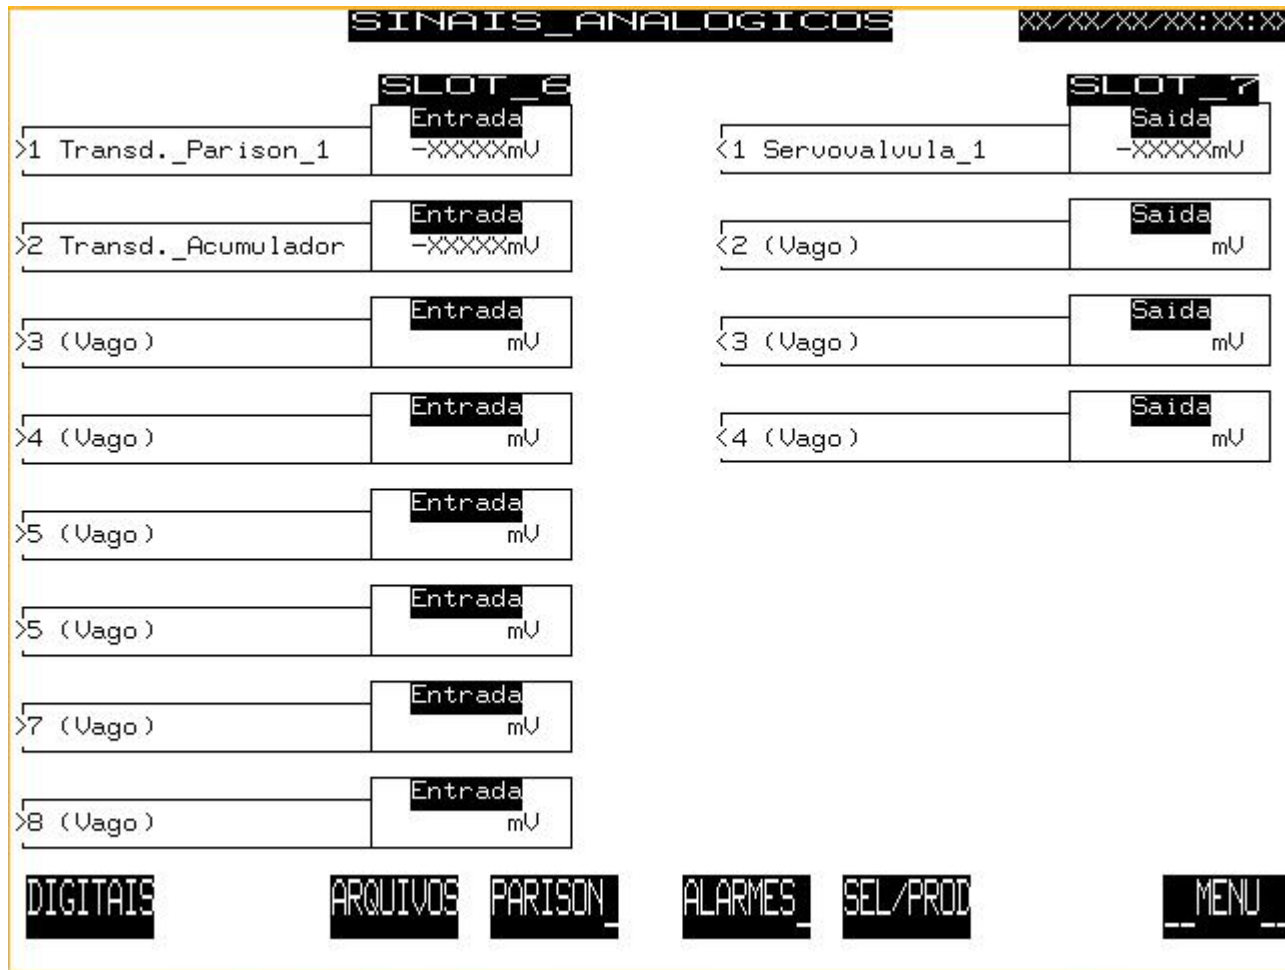 SINAIS_ANALOGICOS XX/XX/XX/XX:XX:X
SLOT_6 SLOT_7
Entrada Saida
>1 Transd._Parison_1 -XXXXXmV <1 Servovalvula_1 -XXXXXmV
Entrada Saida
>2 Transd._Acumulador -XXXXXmV <2 (Vago) mV
Entrada Saida
>3 (Vago) mV <3 (Vago) mV
Entrada Saida
>4 (Vago) mV <4 (Vago) mV
Entrada
>5 (Vago) mV
Entrada
>5 (Vago) mV
Entrada
>7 (Vago) mV
Entrada
>8 (Vago) mV
DIGITAIS ARQUIVOS PARISON_ ALARMES_ SEL/PROD __MENU__